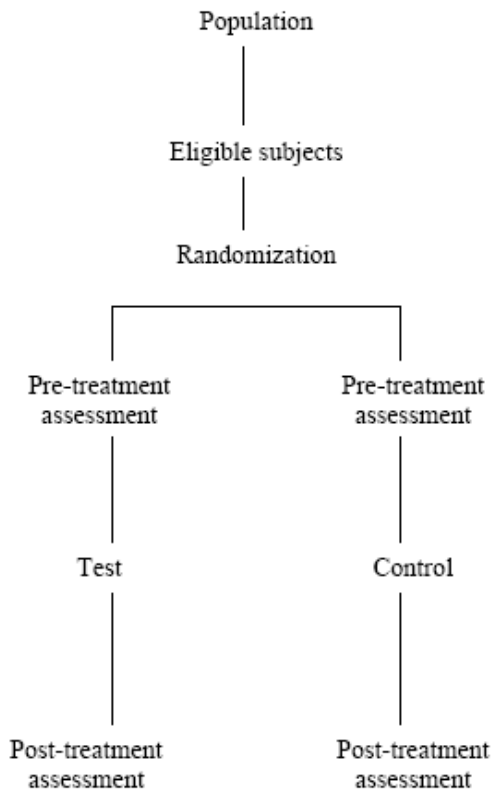 Population
Eligible subjects
Randomization
Pre-treatment
assessment
Pre-treatment
assessment
Test
Control
Post-treatment
assessment
Post-treatment
assessment